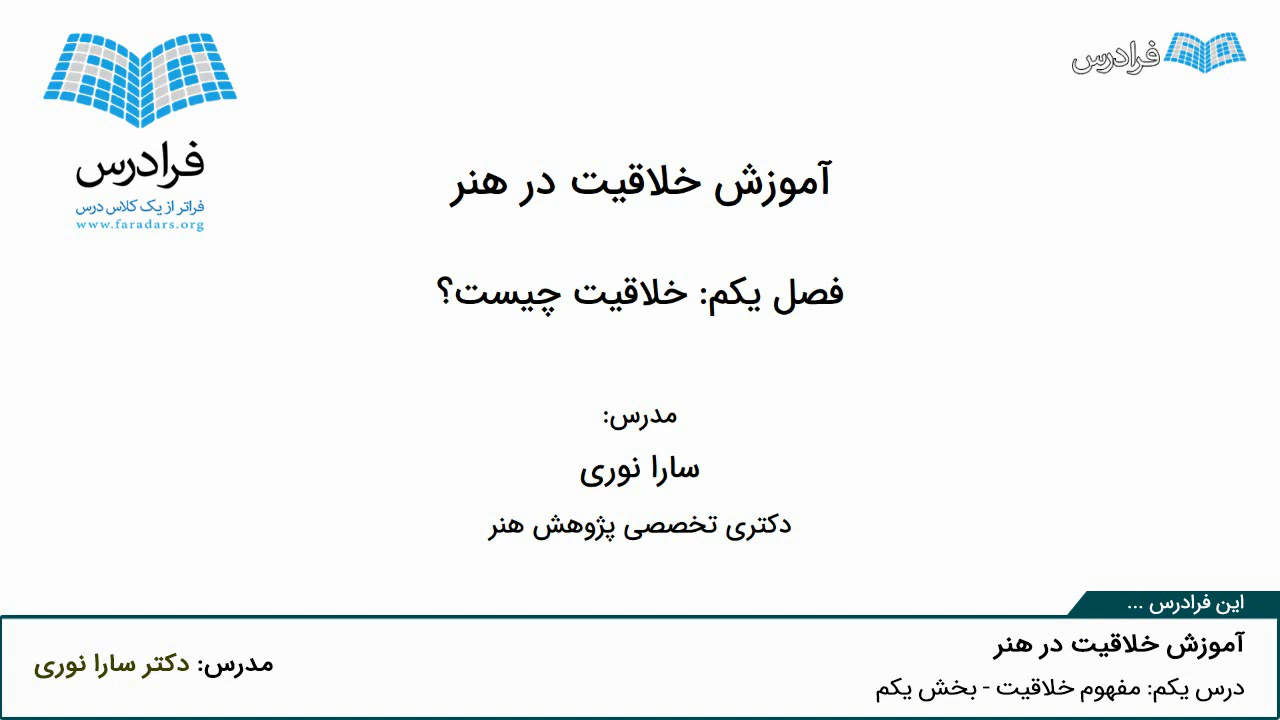 فرادرس
فرادرس
فراتر از یک کلاس درس
www.faradars.org
آموزش خلاقیت در هنر
فصل یکم: خلاقیت چیست؟
مدرس:
سارا نوری
دکتری تخصصی پژوهش هنر
این فرادرس ...
آموزش خلاقیت در هنر
درس یکم: مفهوم خلاقیت - بخش یکم
مدرس: دکتر سارا نوری